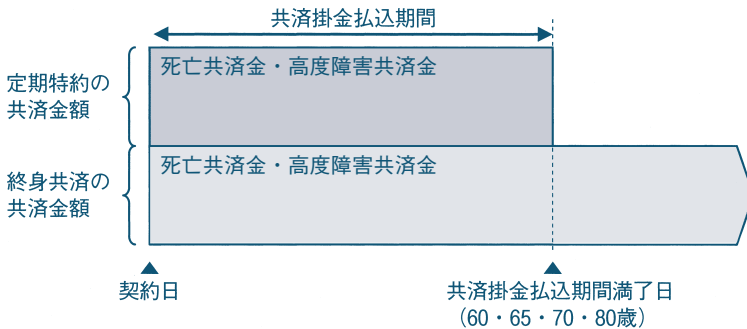 共済掛金払込期間
定期特約の
共済金額
死亡共済金・高度障害共済金
終身共済の
共済金額
死亡共済金・高度障害共済金
契約日
共済掛金払込期間満了日
（60・65・70・80歳）